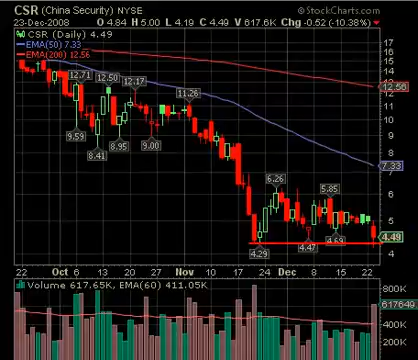 CSR (China Security) NYSE © StockCharts.com
23-Dec-2008 O 4.84 H 5.00 L 4.19 C 4.49 V 617.6K Chg -0.52 (-10.38%)
CSR (Daily) 4.49
EMA(50) 7.33
EMA(200) 12.56
17
16
15
14
13
12.71 12.50 12.17 12.56
11.26 11
10
9.59 9
8.41 8.95 9.00 8
7.33
7
6.26 5.85 6
5
4.49
4.29 4.47 4.69 4
22 Oct 6 13 20 27 Nov 10 17 24 Dec 8 15 22
Volume 617.65K, EMA(60) 411.05K
800K
617649
400K
200K